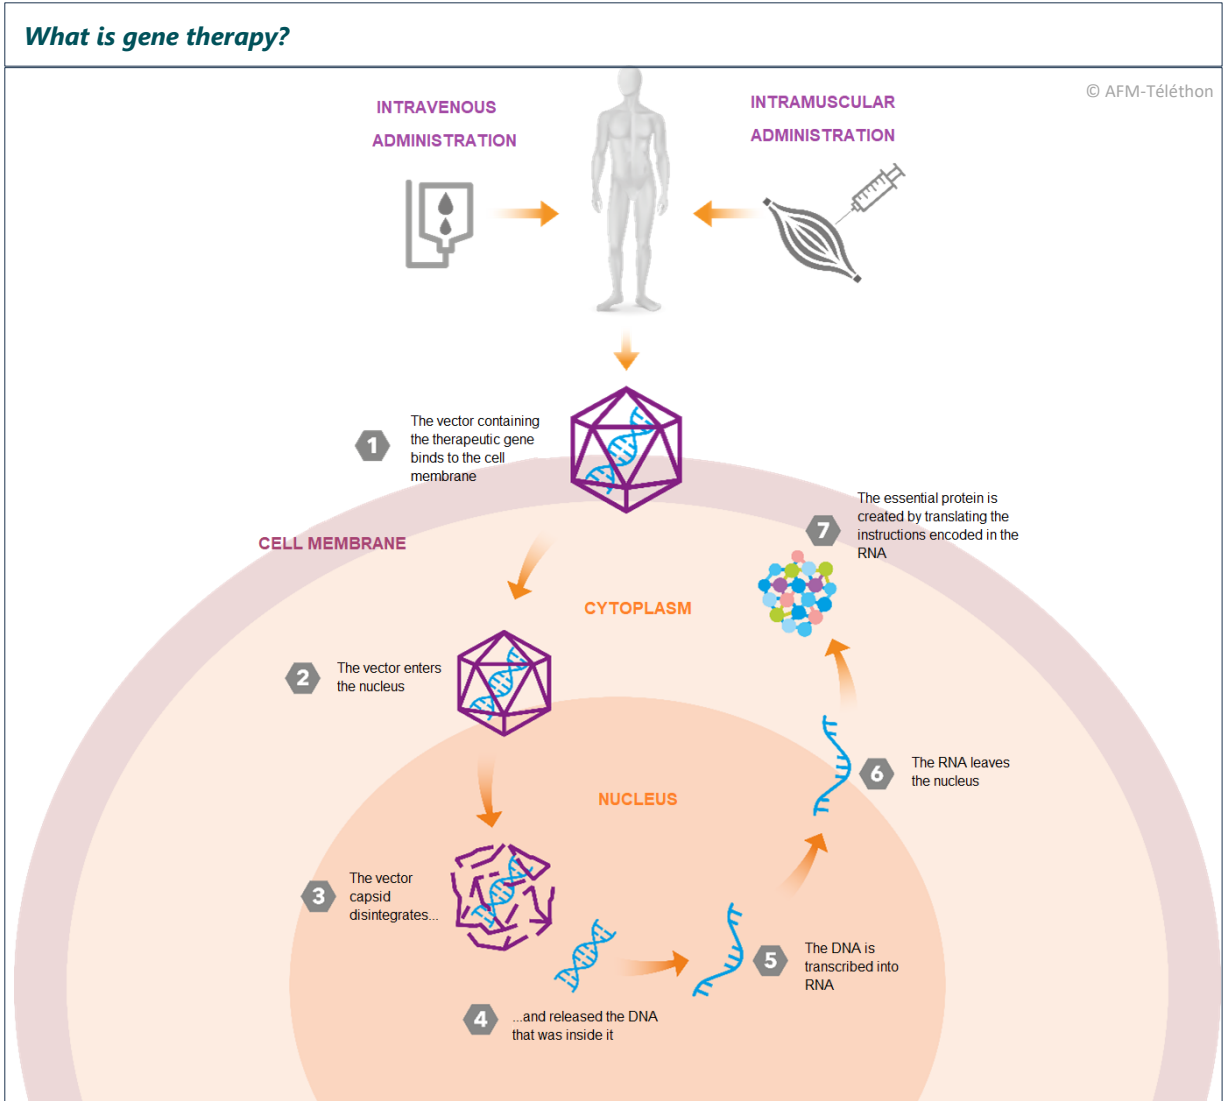 What is gene therapy?
© AFM-Téléthon
INTRAVENOUS
ADMINISTRATION
INTRAMUSCULAR
ADMINISTRATION
1
The vector containing
the therapeutic gene
binds to the cell
membrane
CELL MEMBRANE
CYTOPLASM
2
The vector enters
the nucleus
NUCLEUS
3
The vector
capsid
disintegrates...
4
...and released the DNA
that was inside it
5
The DNA is
transcribed into
RNA
6
The RNA leaves
the nucleus
7
The essential protein is
created by translating the
instructions encoded in the
RNA